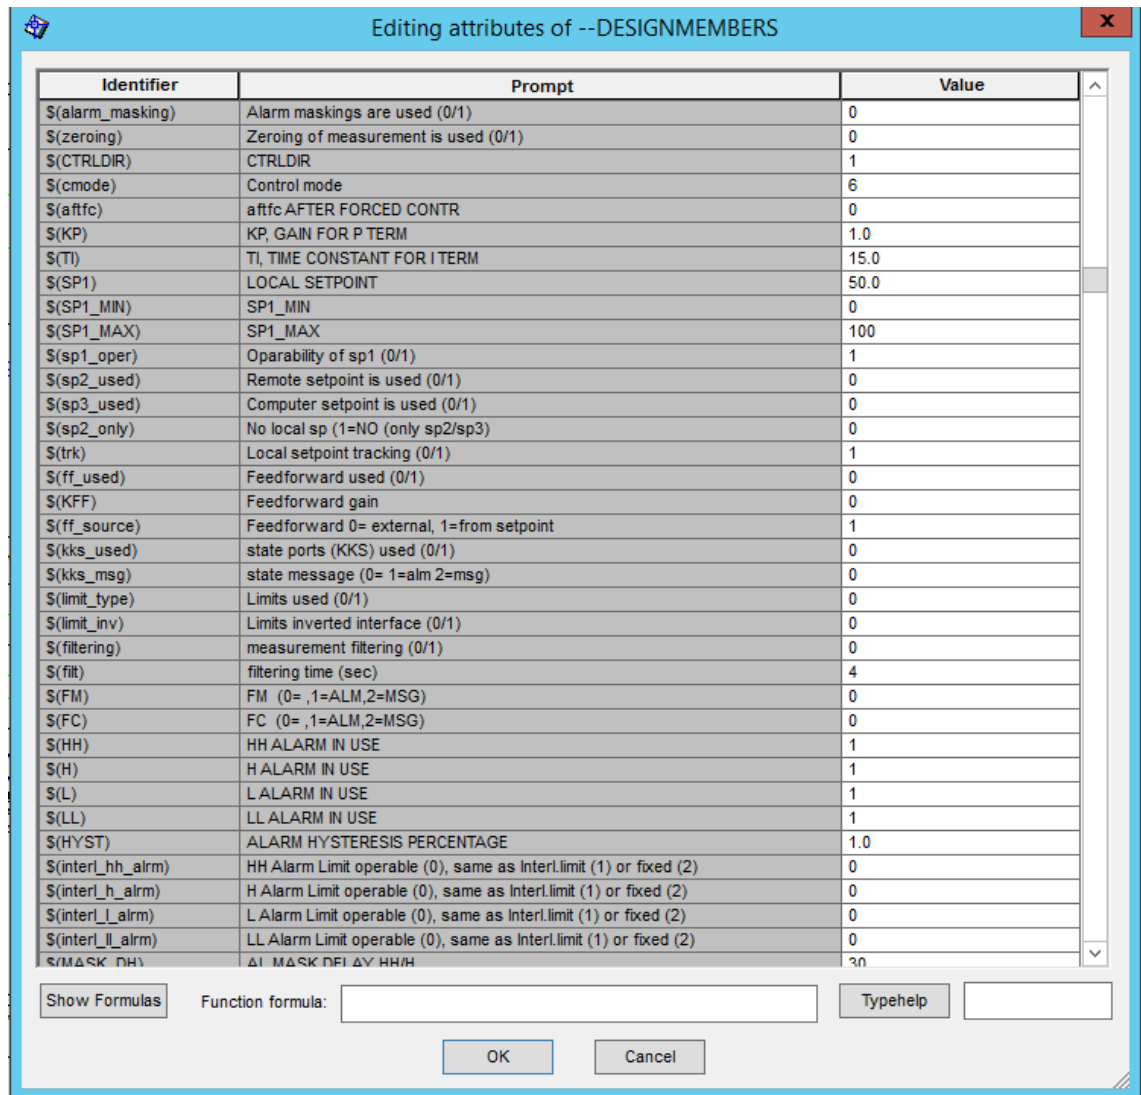 Editing attributes of --DESIGNMEMBERS
x
Identifier Prompt Value
$(alarm_masking) Alarm maskings are used (0/1) 0
$(zeroing) Zeroing of measurement is used (0/1) 0
$(CTRLDIR) CTRLDIR 1
$(cmode) Control mode 6
$(aftfc) aftfc AFTER FORCED CONTR 0
$(KP) KP, GAIN FOR P TERM 1.0
$(TI) TI, TIME CONSTANT FOR I TERM 15.0
$(SP1) LOCAL SETPOINT 50.0
$(SP1_MIN) SP1_MIN 0
$(SP1_MAX) SP1_MAX 100
$(sp1_oper) Oparability of sp1 (0/1) 1
$(sp2_used) Remote setpoint is used (0/1) 0
$(sp3_used) Computer setpoint is used (0/1) 0
$(sp2_only) No local sp (1=NO (only sp2/sp3) 0
$(trk) Local setpoint tracking (0/1) 1
$(ff_used) Feedforward used (0/1) 0
$(KFF) Feedforward gain 0
$(ff_source) Feedforward 0= external, 1=from setpoint 1
$(kks_used) state ports (KKS) used (0/1) 0
$(kks_msg) state message (0= 1=alm 2=msg) 0
$(limit_type) Limits used (0/1) 0
$(limit_inv) Limits inverted interface (0/1) 0
$(filtering) measurement filtering (0/1) 0
$(filt) filtering time (sec) 4
$(FM) FM (0= ,1=ALM,2=MSG) 0
$(FC) FC (0= ,1=ALM,2=MSG) 0
$(HH) HH ALARM IN USE 1
$(H) H ALARM IN USE 1
$(L) L ALARM IN USE 1
$(LL) LL ALARM IN USE 1
$(HYST) ALARM HYSTERESIS PERCENTAGE 1.0
$(interl_hh_alrm) HH Alarm Limit operable (0), same as Interl.limit (1) or fixed (2) 0
$(interl_h_alrm) H Alarm Limit operable (0), same as Interl.limit (1) or fixed (2) 0
$(interl_l_alrm) L Alarm Limit operable (0), same as Interl.limit (1) or fixed (2) 0
$(interl_ll_alrm) LL Alarm Limit operable (0), same as Interl.limit (1) or fixed (2) 0
$(MASK_DH) AL MASK DELAY HH/H 30
Show Formulas Function formula: Typehelp
OK Cancel